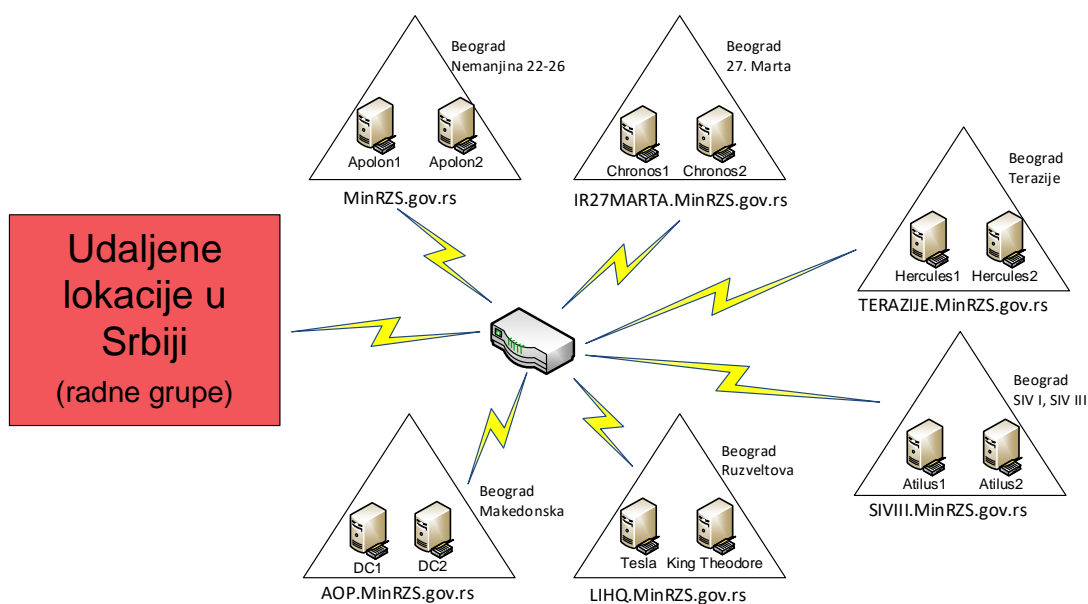 Beograd
Nemanjina 22-26
Apolon1
Apolon2
MinRZS.gov.rs
Beograd
27. Marta
Chronos1
Chronos2
IR27MARTA.MinRZS.gov.rs
Beograd
Terazije
Hercules1
Hercules2
TERAZIJE.MinRZS.gov.rs
Udaljene
lokacije u
Srbiji
(radne grupe)
Beograd
SIV I, SIV III
Atilus1
Atilus2
SIVIII.MinRZS.gov.rs
Beograd
Makedonska
DC1
DC2
AOP.MinRZS.gov.rs
Beograd
Ruzveltova
Tesla
King Theodore
LIHQ.MinRZS.gov.rs